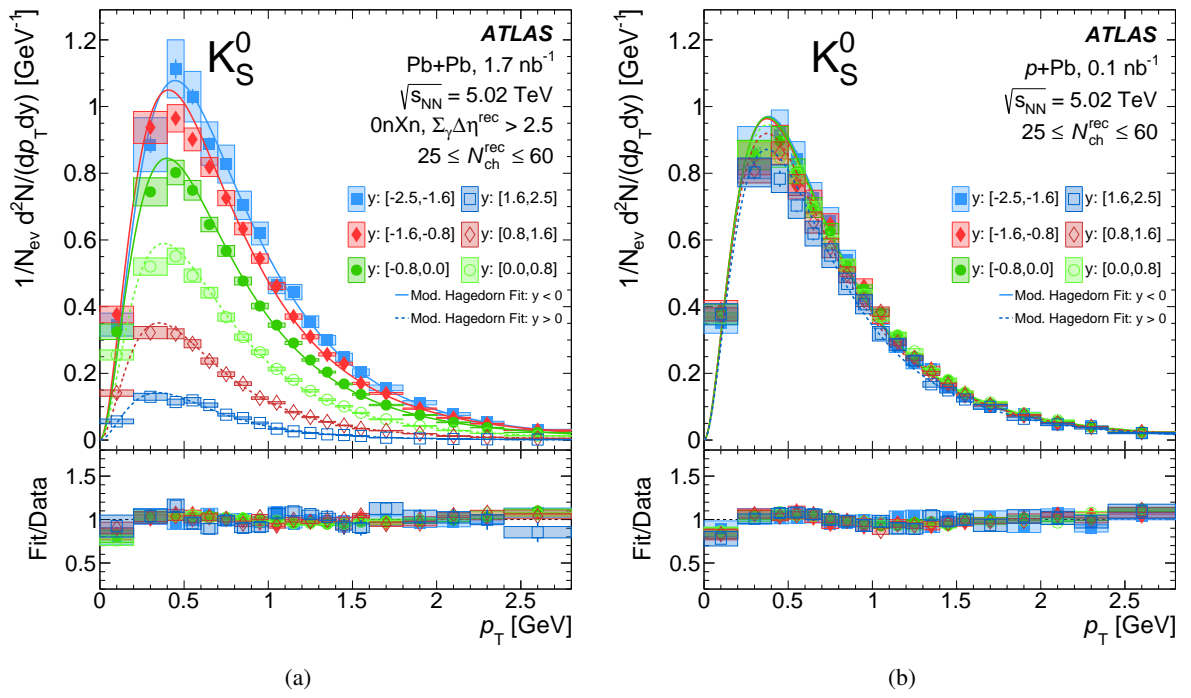 1/N_ev d²N/(dp_T dy) [GeV⁻¹]
1.2
1
0.8
0.6
0.4
0.2
0
K⁰_S
ATLAS
Pb+Pb, 1.7 nb⁻¹
√s_NN = 5.02 TeV
0nXn, Σ_γΔη^rec > 2.5
25 ≤ N_ch^rec ≤ 60
y: [-2.5,-1.6] y: [1.6,2.5]
y: [-1.6,-0.8] y: [0.8,1.6]
y: [-0.8,0.0] y: [0.0,0.8]
Mod. Hagedorn Fit: y < 0
Mod. Hagedorn Fit: y > 0
Fit/Data
1.5
1
0.5
0 0.5 1 1.5 2 2.5
p_T [GeV]
(a)
1/N_ev d²N/(dp_T dy) [GeV⁻¹]
1.2
1
0.8
0.6
0.4
0.2
0
K⁰_S
ATLAS
p+Pb, 0.1 nb⁻¹
√s_NN = 5.02 TeV
25 ≤ N_ch^rec ≤ 60
y: [-2.5,-1.6] y: [1.6,2.5]
y: [-1.6,-0.8] y: [0.8,1.6]
y: [-0.8,0.0] y: [0.0,0.8]
Mod. Hagedorn Fit: y < 0
Mod. Hagedorn Fit: y > 0
Fit/Data
1.5
1
0.5
0 0.5 1 1.5 2 2.5
p_T [GeV]
(b)